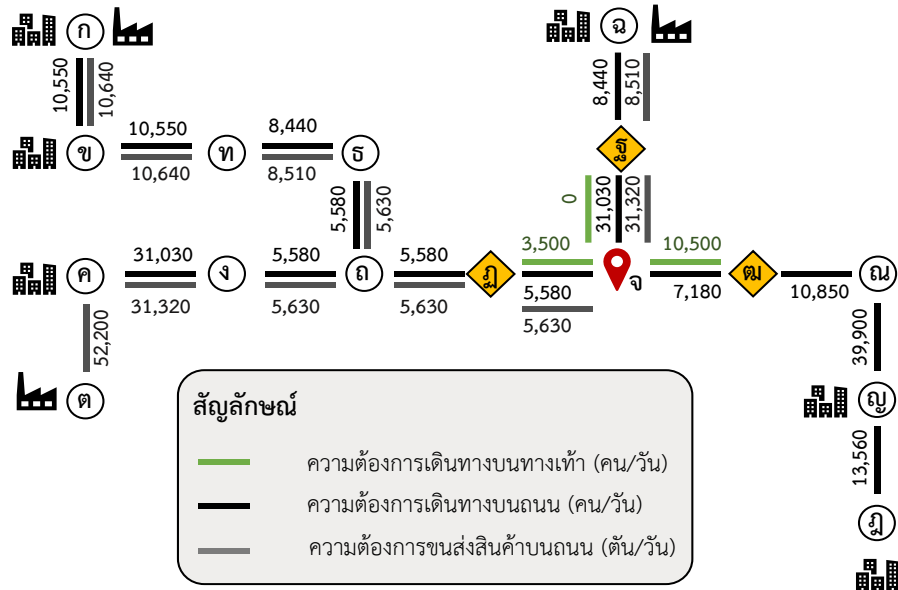 ก
ฉ
10,550
10,640
8,440
8,510
ข
10,550
10,640
ท
8,440
8,510
ธ
ฐ
5,580
5,630
0
31,030
31,320
ค
31,030
31,320
ง
5,580
5,630
ถ
5,580
5,630
ฏ
3,500
5,580
5,630
จ
10,500
7,180
ฒ
10,850
ณ
52,200
39,900
ต
ญ
13,560
ฎ
สัญลักษณ์
ความต้องการเดินทางบนทางเท้า (คน/วัน)
ความต้องการเดินทางบนถนน (คน/วัน)
ความต้องการขนส่งสินค้าบนถนน (ตัน/วัน)